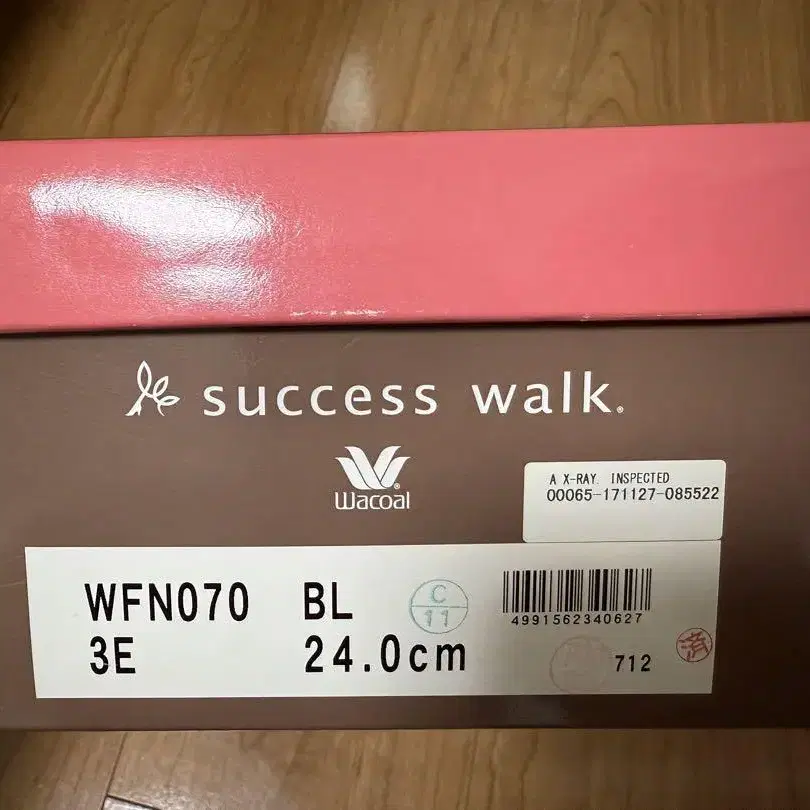 success walk®
Wacoal®
A X-RAY. INSPECTED
00065-171127-085522
WFN070 BL
C
11
4991562340627
3E 24.0cm
712
済